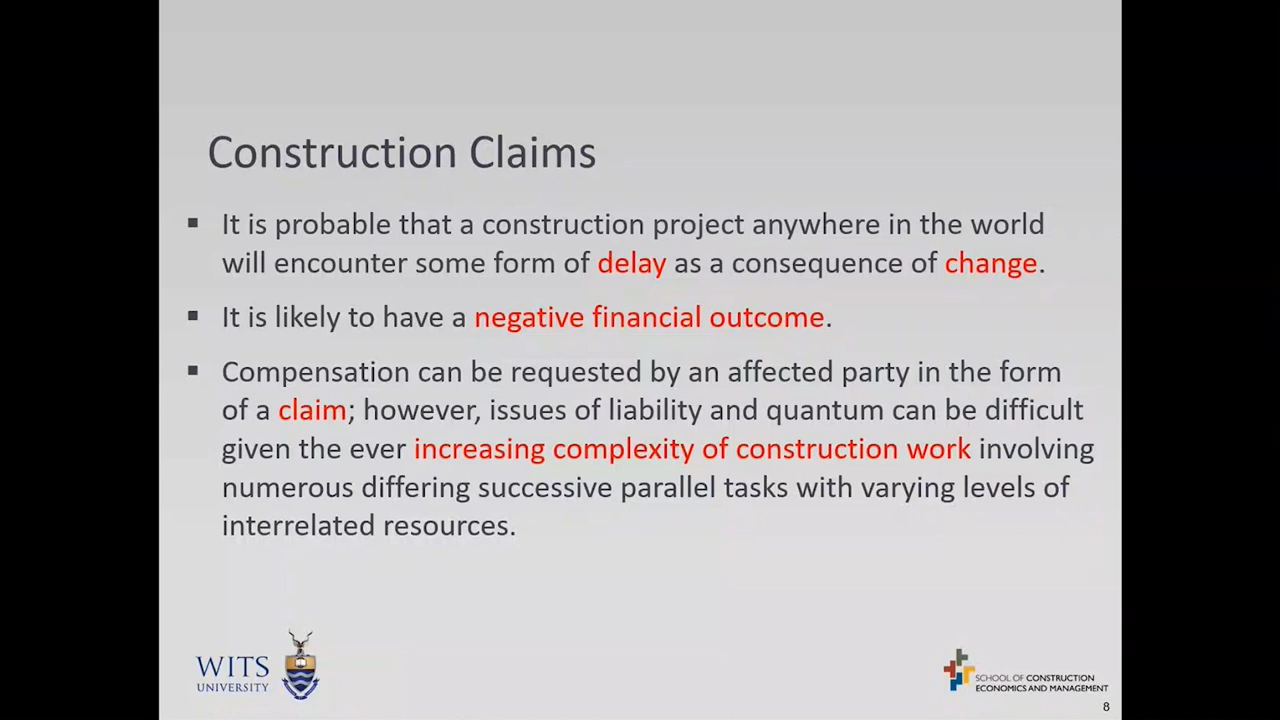 Construction Claims
▪ It is probable that a construction project anywhere in the world
will encounter some form of delay as a consequence of change.
▪ It is likely to have a negative financial outcome.
▪ Compensation can be requested by an affected party in the form
of a claim; however, issues of liability and quantum can be difficult
given the ever increasing complexity of construction work involving
numerous differing successive parallel tasks with varying levels of
interrelated resources.
WITS
UNIVERSITY
SCHOOL OF CONSTRUCTION
ECONOMICS AND MANAGEMENT
8